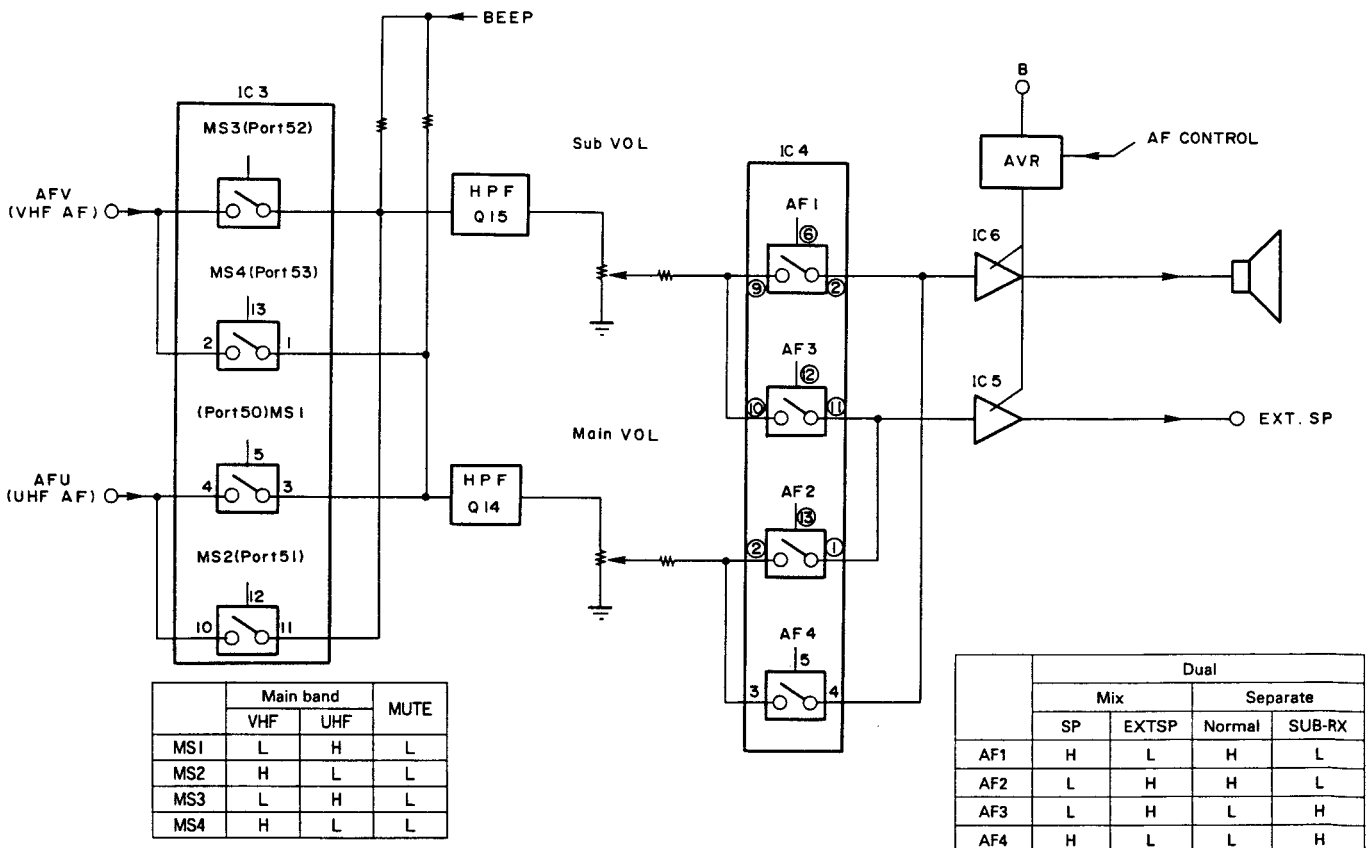 BEEP
IC3
MS3(Port52)
AFV
(VHF AF)
MS4(Port53)
13
2
1
(Port50)MS1
5
AFU
(UHF AF)
4
3
MS2(Port51)
12
10
11
HPF
Q15
HPF
Q14
Sub VOL
Main VOL
IC4
AF1
⑥
⑨
②
AF3
⑫
⑩
⑪
AF2
⑬
②
①
AF4
5
3
4
B
AVR
AF CONTROL
IC6
IC5
EXT. SP
Main band MUTE
VHF UHF
MS1 L H L
MS2 H L L
MS3 L H L
MS4 H L L
Dual
Mix Separate
SP EXTSP Normal SUB-RX
AF1 H L H L
AF2 L H H L
AF3 L H L H
AF4 H L L H